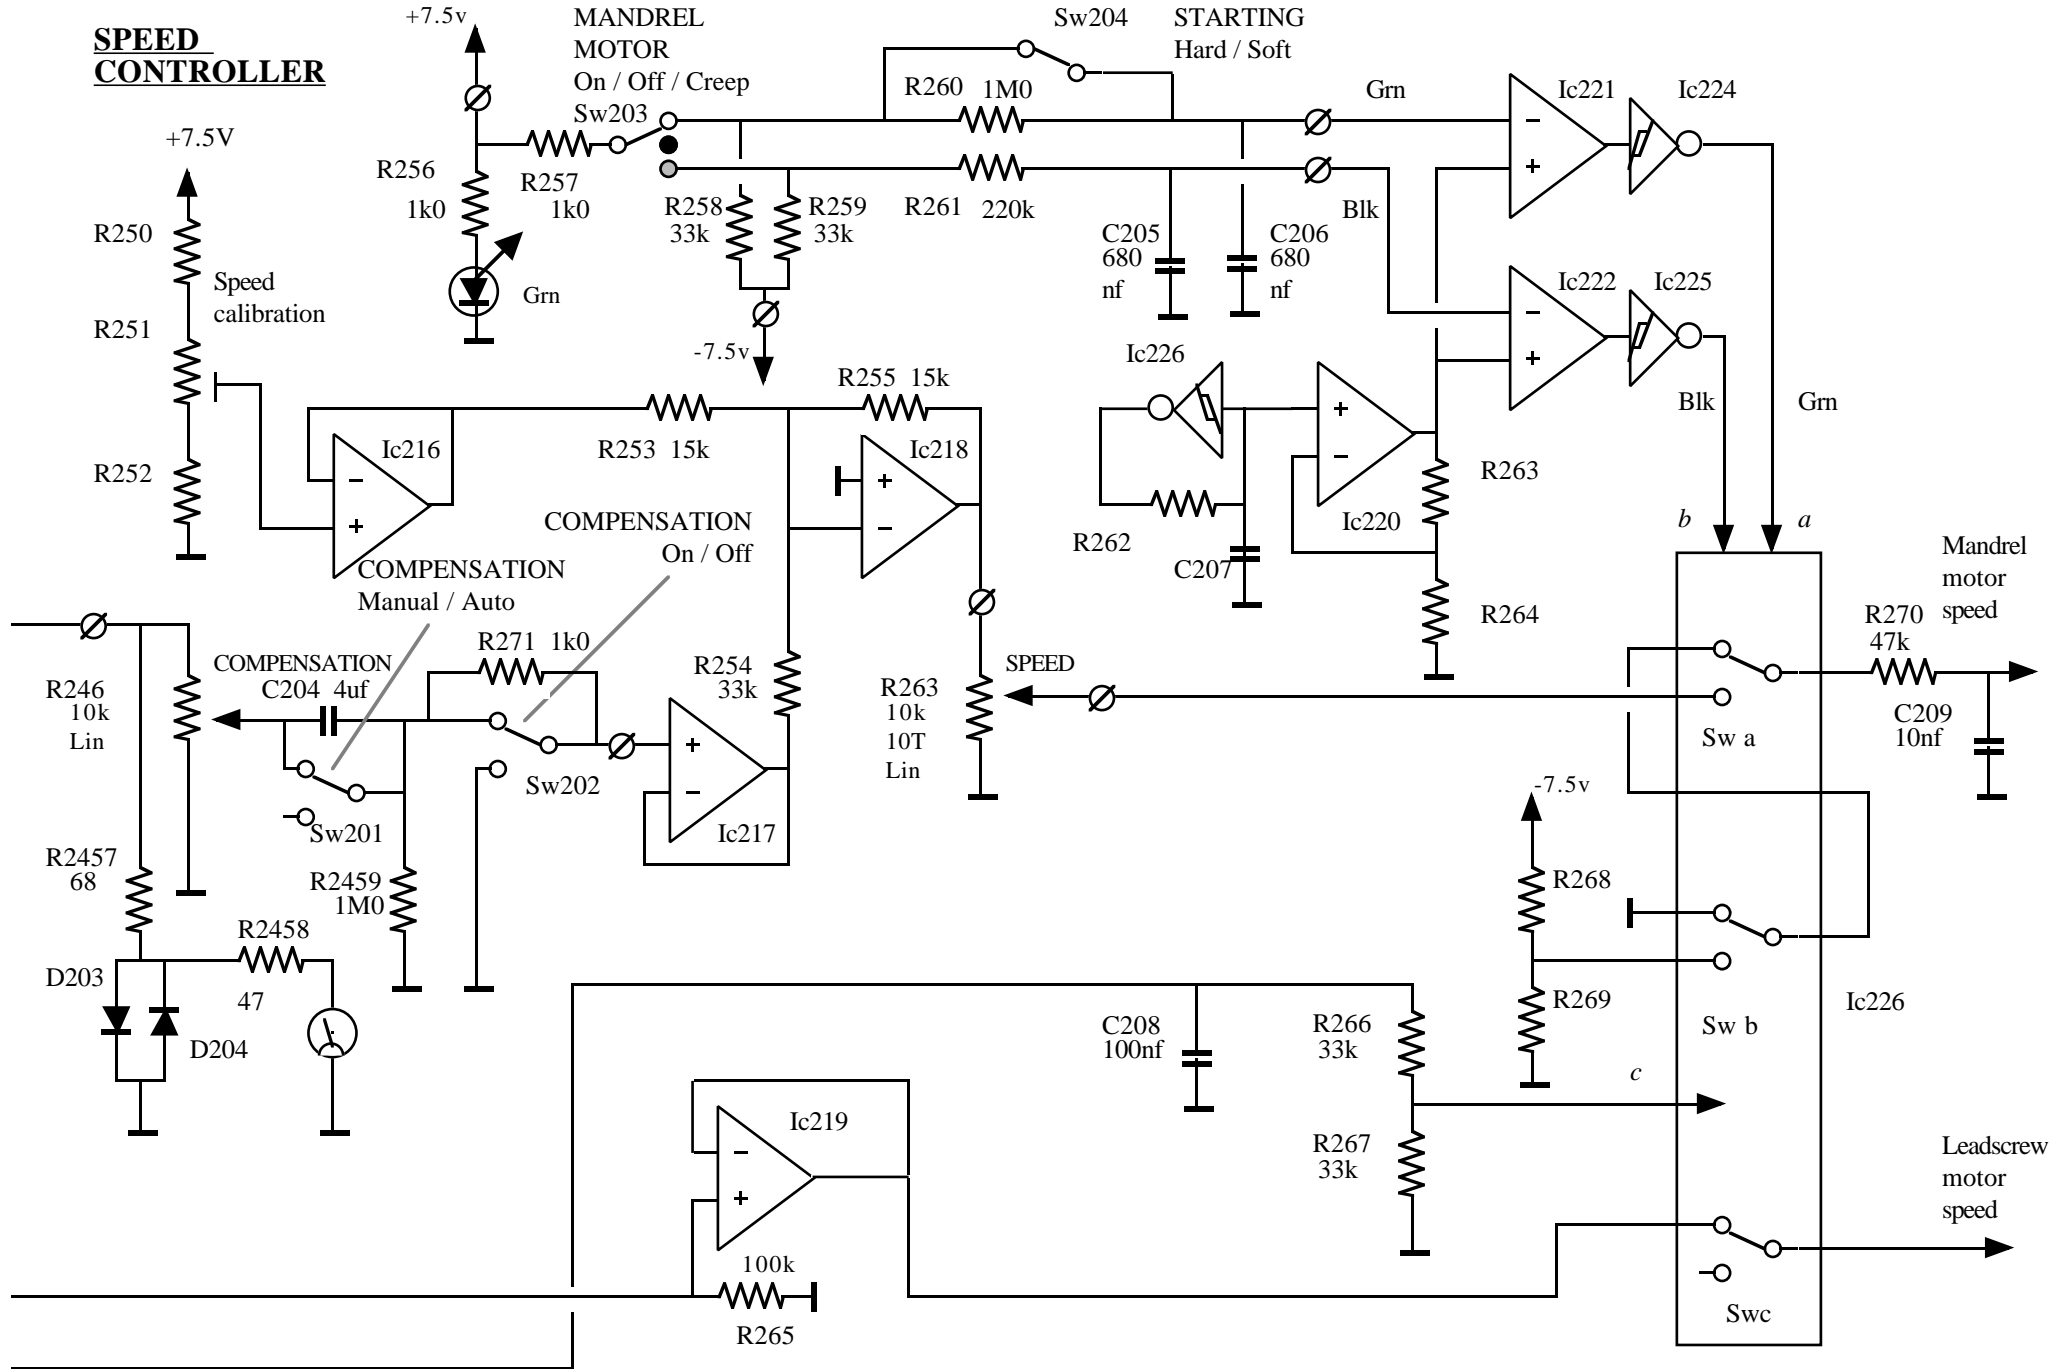 SPEED
CONTROLLER
+7.5v
MANDREL
MOTOR
On / Off / Creep
Sw203
Sw204
STARTING
Hard / Soft
R260 1M0
Grn
Ic221
Ic224
+7.5V
R256
1k0
R257
1k0
R258
33k
R259
33k
R261 220k
Blk
C205
680
nf
C206
680
nf
R250
Speed
calibration
Grn
Ic222
Ic225
R251
-7.5v
Ic226
R255 15k
Blk
Grn
Ic216
R253 15k
Ic218
R252
R263
COMPENSATION
On / Off
Ic220
b
a
R262
C207
COMPENSATION
Manual / Auto
Mandrel
motor
speed
R264
R270
47k
R271 1k0
COMPENSATION
C204 4uf
R246
10k
Lin
R254
33k
R263
10k
10T
Lin
SPEED
C209
10nf
Sw a
Sw202
-7.5v
Sw201
Ic217
R2457
68
R2459
1M0
R268
R2458
D203
47
R269
Ic226
Sw b
D204
C208
100nf
R266
33k
c
Ic219
R267
33k
Leadscrew
motor
speed
100k
R265
Swc
− + − + − + + − + − + − − +